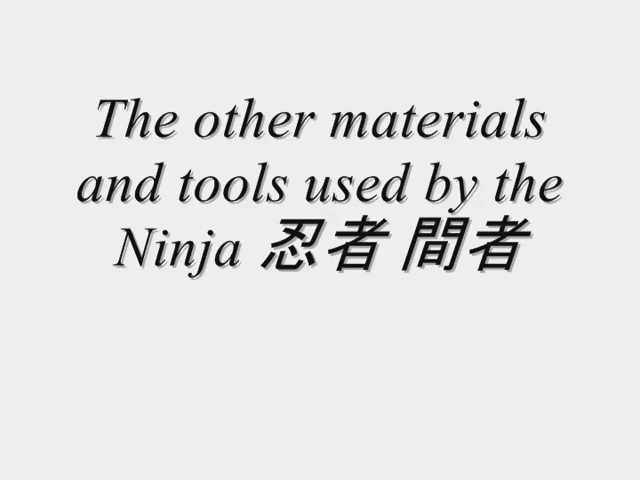 The other materials
and tools used by the
Ninja 忍者 間者